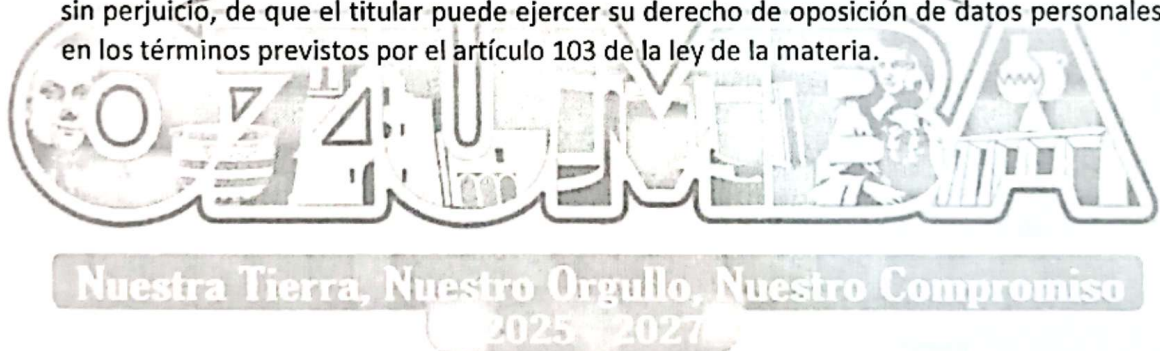 sin perjuicio, de que el titular puede ejercer su derecho de oposición de datos personales
en los términos previstos por el artículo 103 de la ley de la materia.
OZUMBA
Nuestra Tierra, Nuestro Orgullo, Nuestro Compromiso
2025 - 2027